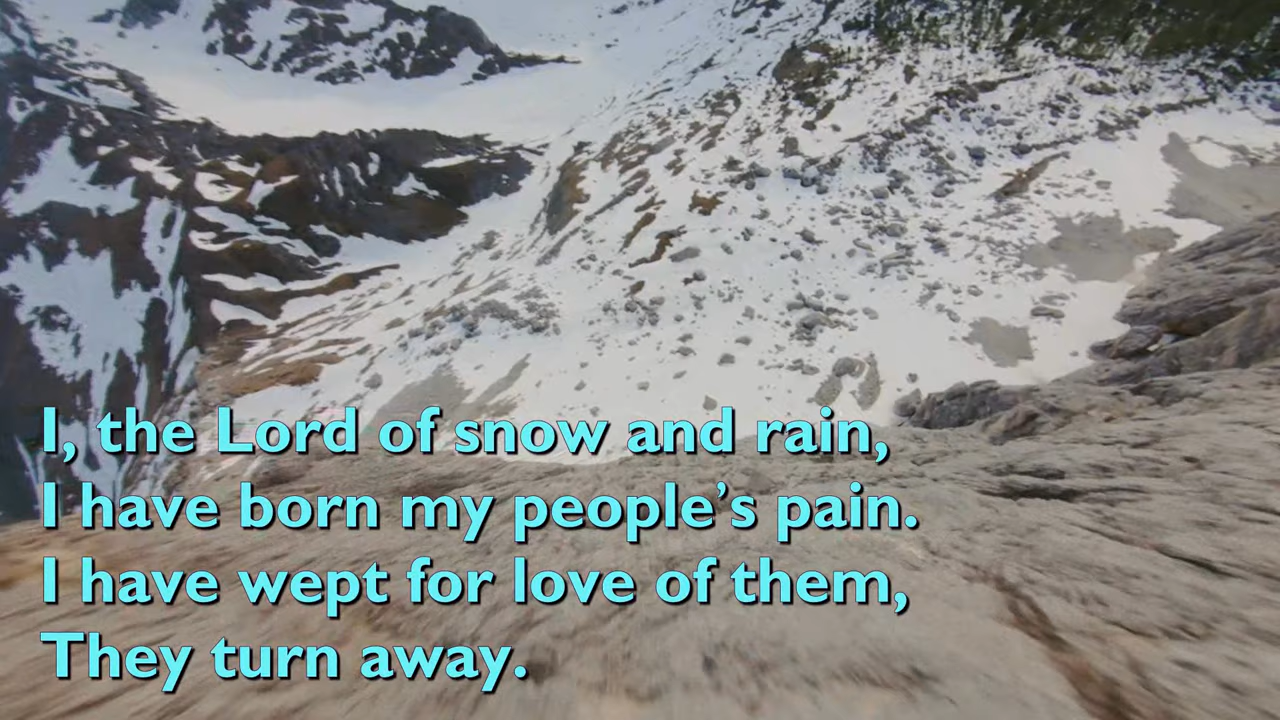 I, the Lord of snow and rain,
I have born my people’s pain.
I have wept for love of them,
They turn away.